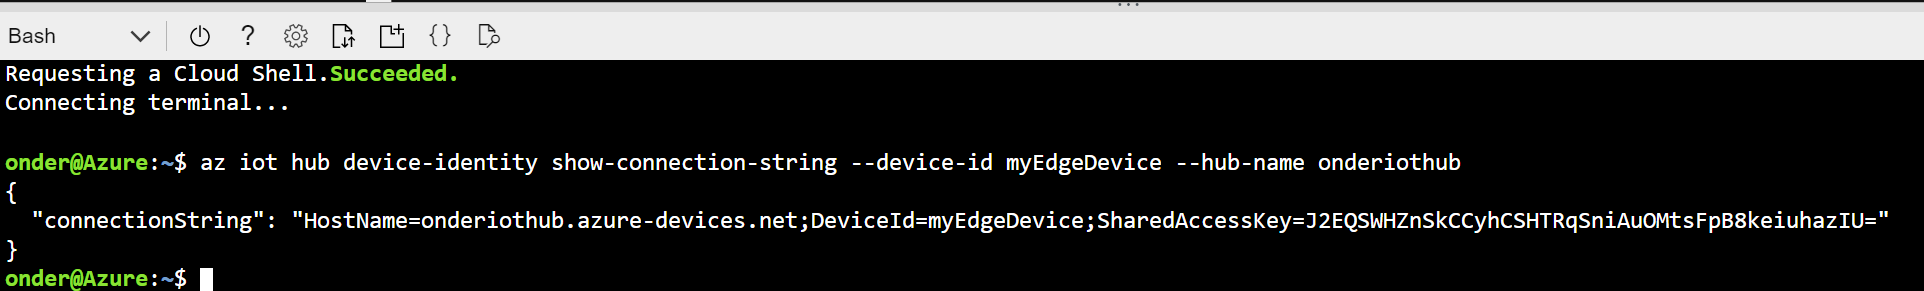 Bash
Requesting a Cloud Shell.Succeeded.
Connecting terminal...
onder@Azure:~$ az iot hub device-identity show-connection-string --device-id myEdgeDevice --hub-name onderiothub
{
"connectionString": "HostName=onderiothub.azure-devices.net;DeviceId=myEdgeDevice;SharedAccessKey=J2EQSWHZnSkCCyhCSHTRqSniAuOMtsFpB8keiuhazIU="
}
onder@Azure:~$